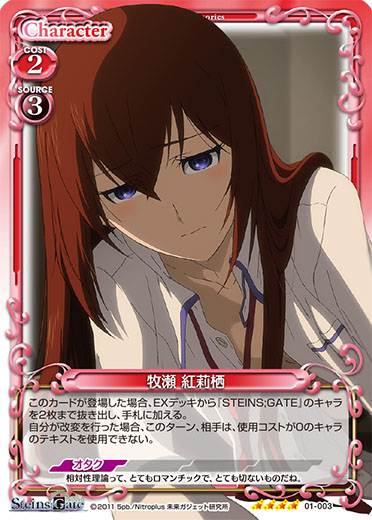 Character
COST
2
SOURCE
3
牧瀬 紅莉栖
このカードが登場した場合、EXデッキから『STEINS;GATE』のキャラ
を2枚まで抜き出し、手札に加える。
自分が改変を行った場合、このターン、相手は、使用コストが0のキャラ
のテキストを使用できない。
オタク
相対性理論って、とてもロマンチックで、とても切ないものだね。
Steins;Gate
©2011 5pb./Nitroplus 未来ガジェット研究所
01-003